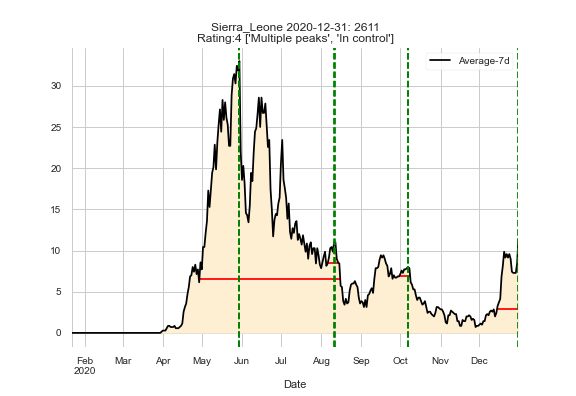 Sierra_Leone 2020-12-31: 2611
Rating:4 ['Multiple peaks', 'In control']
Average-7d
30
25
20
15
10
5
0
Feb Mar Apr May Jun Jul Aug Sep Oct Nov Dec
2020
Date